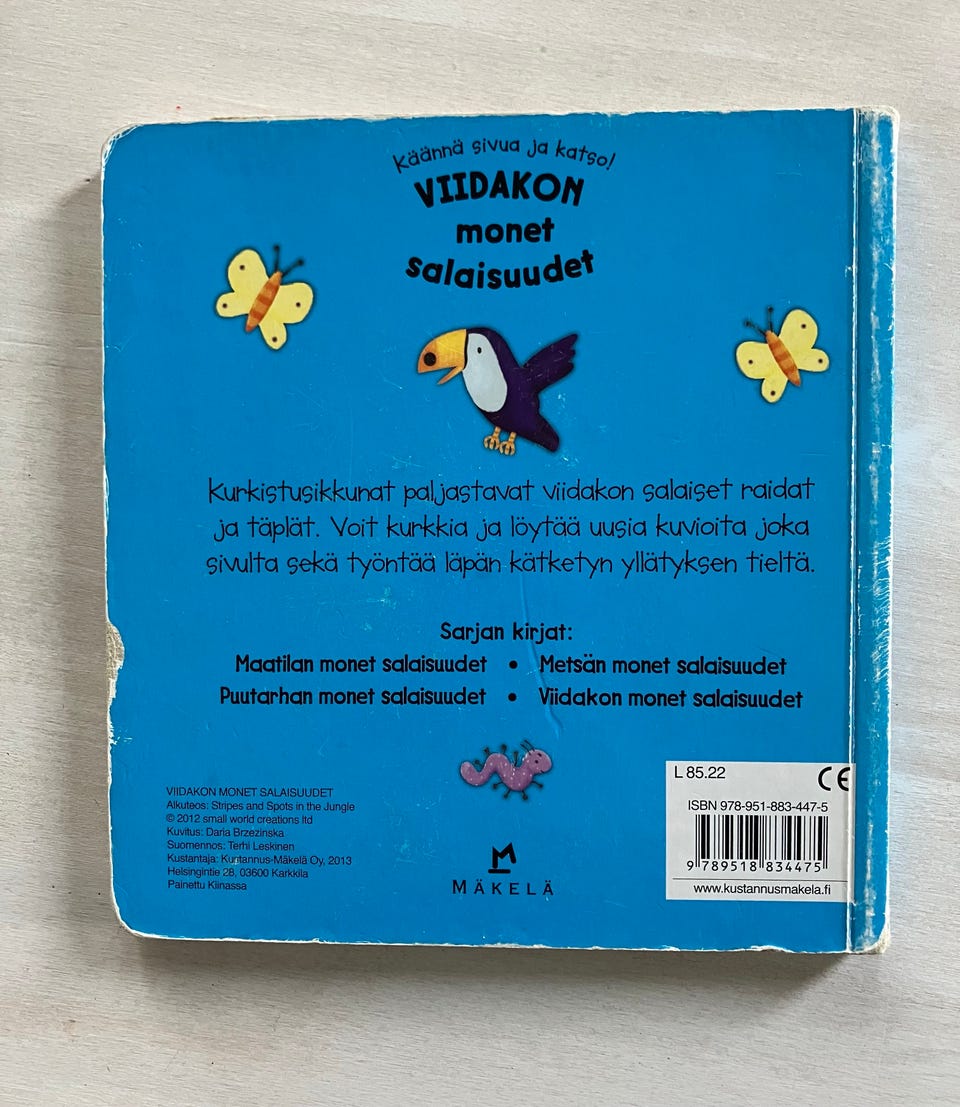 Käännä sivua ja katso!
VIIDAKON
monet
salaisuudet
Kurkistusikkunat paljastavat viidakon salaiset raidat
ja täplät. Voit kurkkia ja löytää uusia kuvioita joka
sivulta sekä työntää läpän kätketyn yllätyksen tieltä.
Sarjan kirjat:
Maatilan monet salaisuudet • Metsän monet salaisuudet
Puutarhan monet salaisuudet • Viidakon monet salaisuudet
VIIDAKON MONET SALAISUUDET
Alkuteos: Stripes and Spots in the Jungle
© 2012 small world creations ltd
Kuvitus: Daria Brzezinska
Suomennos: Terhi Leskinen
Kustantaja: Kustannus-Mäkelä Oy, 2013
Helsingintie 28, 03600 Karkkila
Painettu Kiinassa
M
MÄKELÄ
L 85.22 CE
ISBN 978-951-883-447-5
9 789518 834475
www.kustannusmakela.fi